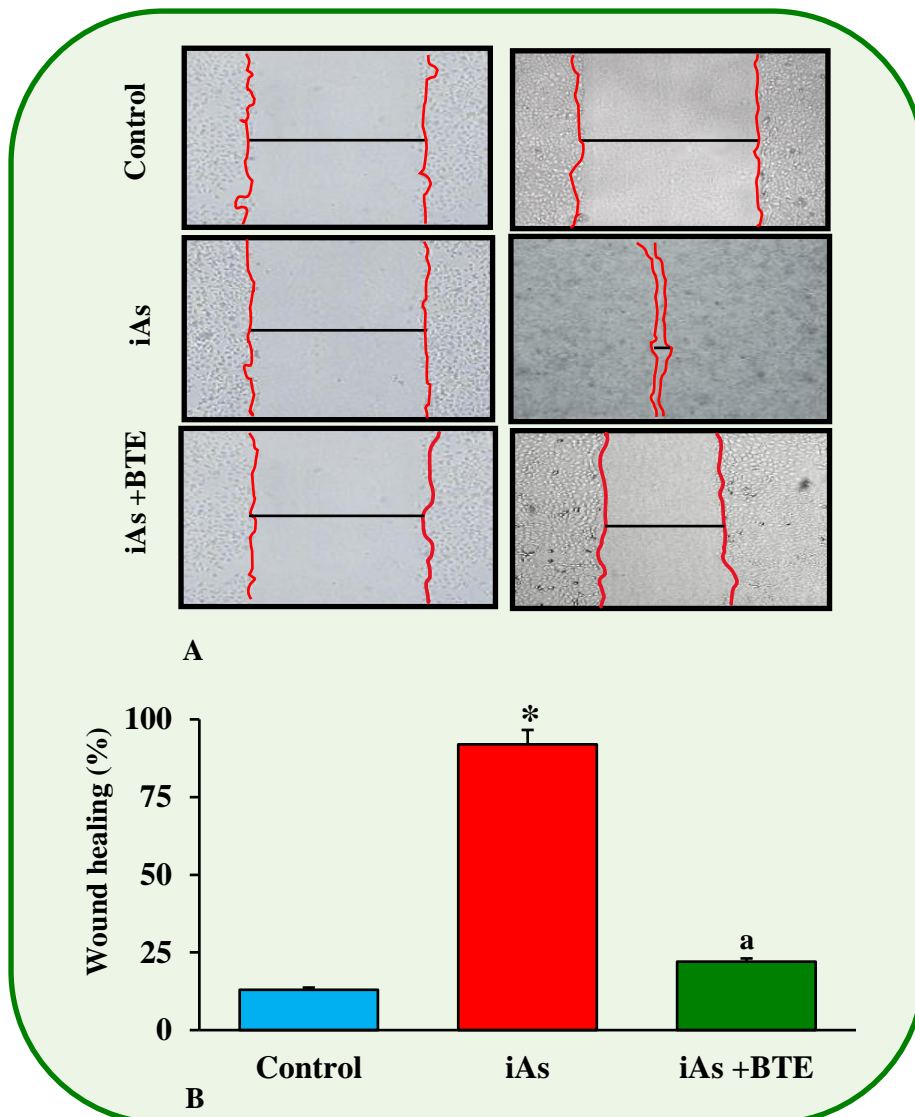 Control
iAs
iAs +BTE
A
Wound healing (%)
100
75
50
25
0
*
a
Control
iAs
iAs +BTE
B